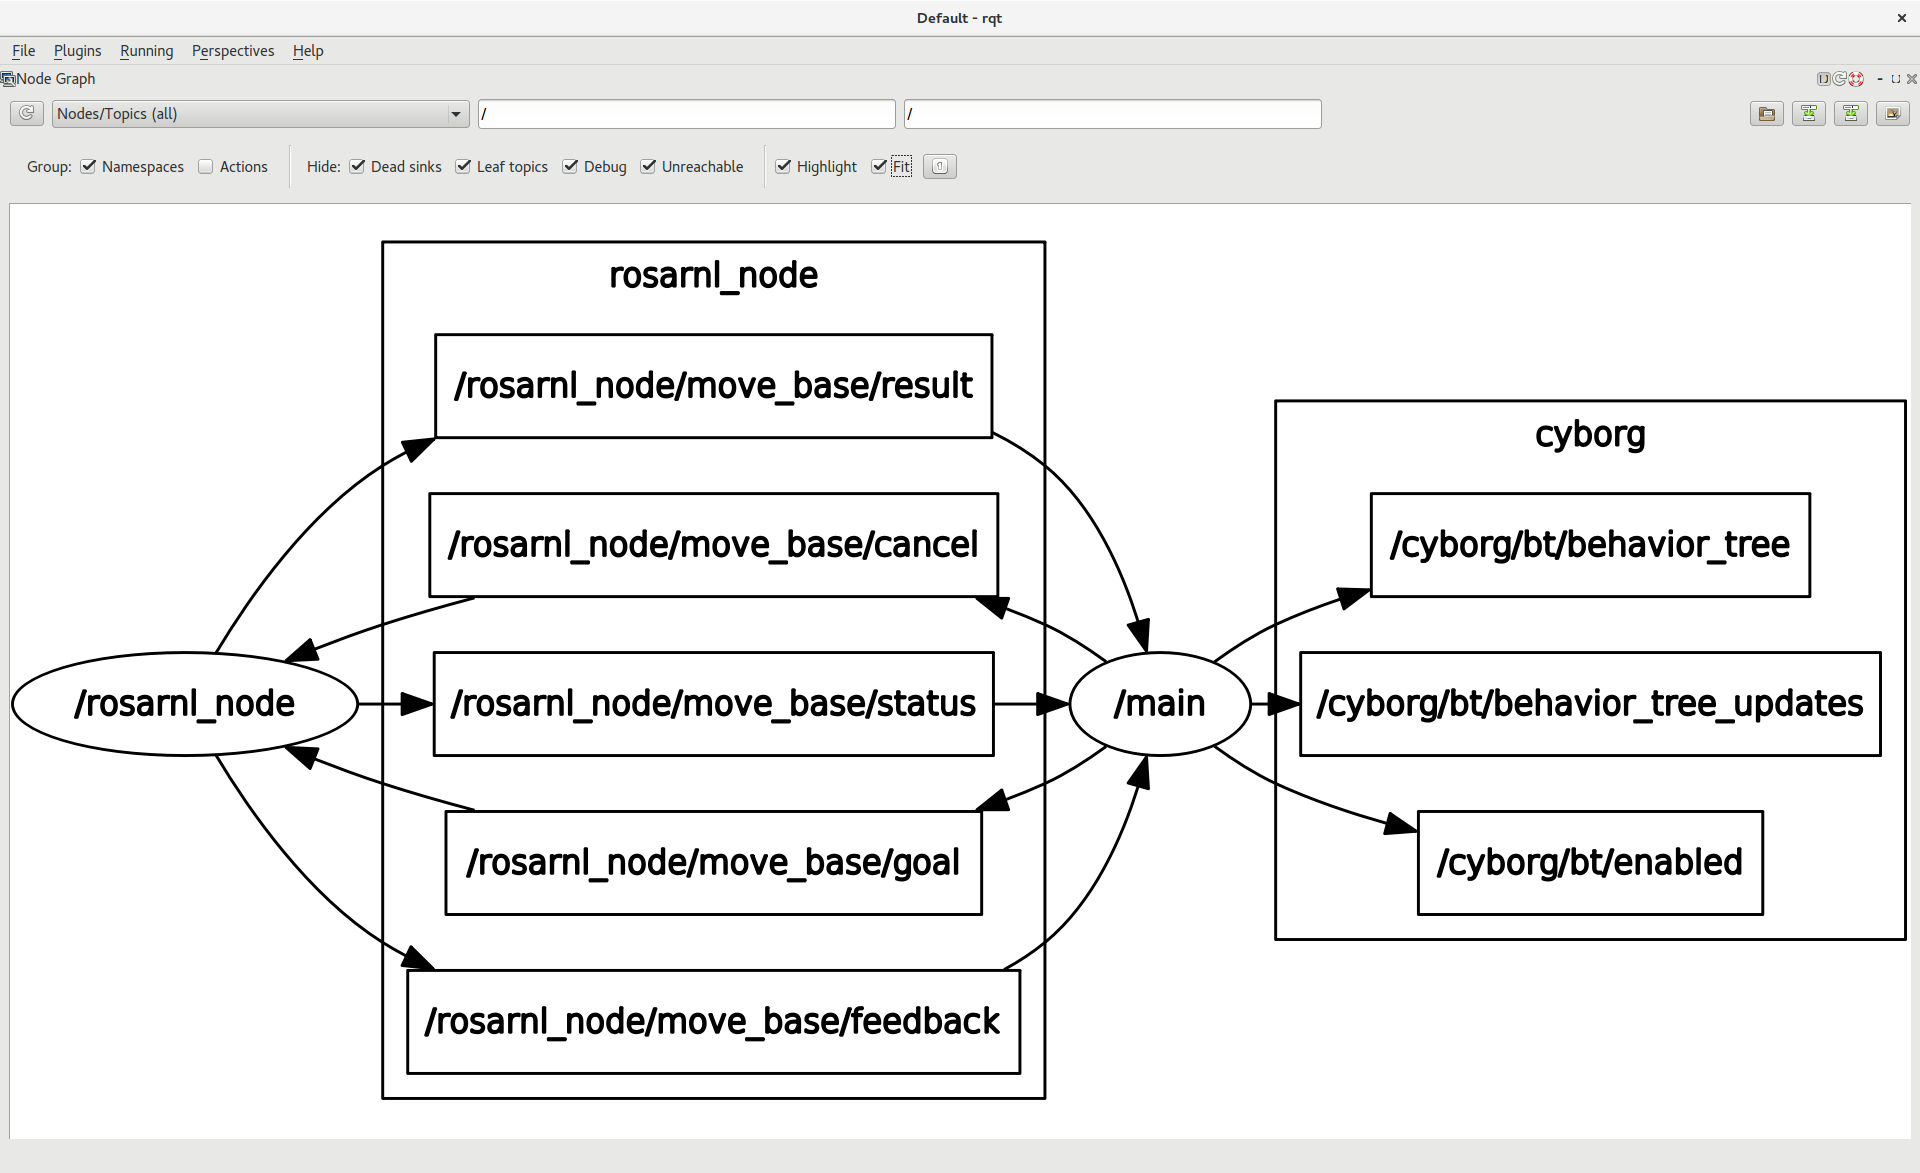 Default - rqt
File Plugins Running Perspectives Help
Node Graph
Nodes/Topics (all) / /
Group: Namespaces Actions Hide: Dead sinks Leaf topics Debug Unreachable Highlight Fit
rosarnl_node
/rosarnl_node/move_base/result
cyborg
/rosarnl_node/move_base/cancel /cyborg/bt/behavior_tree
/rosarnl_node /rosarnl_node/move_base/status /main /cyborg/bt/behavior_tree_updates
/rosarnl_node/move_base/goal /cyborg/bt/enabled
/rosarnl_node/move_base/feedback